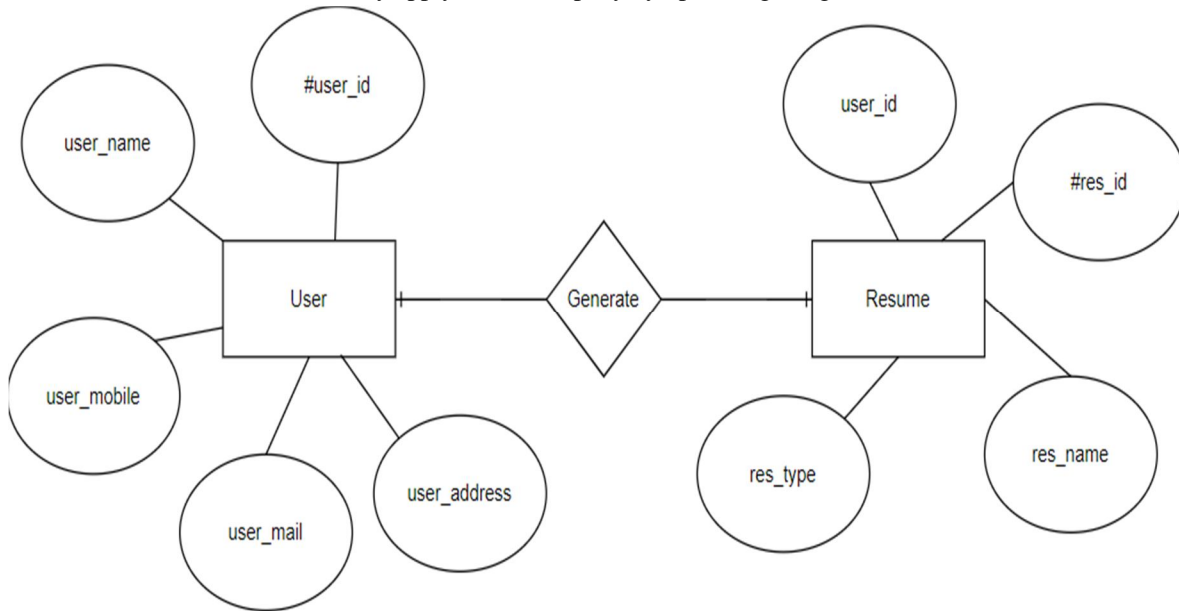 #user_id
user_id
user_name
#res_id
User
Generate
Resume
user_mobile
res_type
res_name
user_address
user_mail